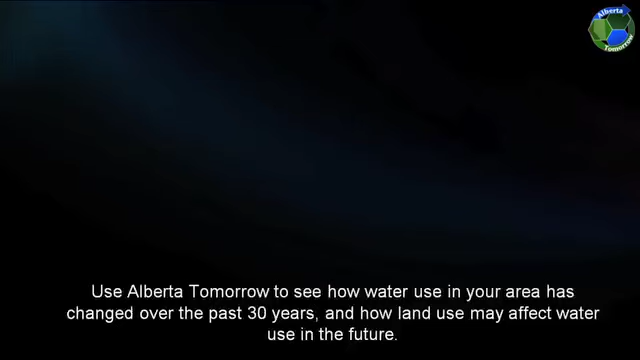 Alberta
Tomorrow
Use Alberta Tomorrow to see how water use in your area has
changed over the past 30 years, and how land use may affect water
use in the future.